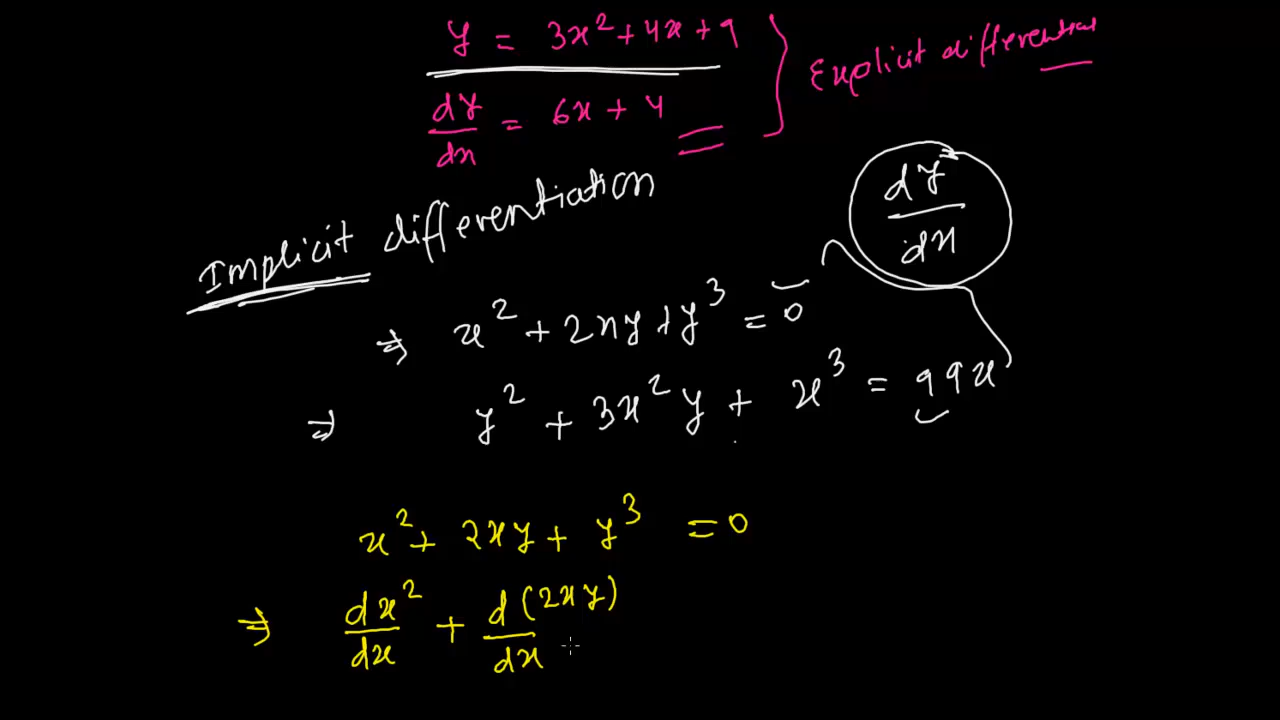 y = 3x² + 4x + 9
dy/dx = 6x + 4
Explicit differential
Implicit differentiation
dy/dx
⇒ x² + 2xy + y³ = 0
⇒ y² + 3x²y + x³ = 99x
x² + 2xy + y³ = 0
⇒ dx²/dx + d(2xy)/dx